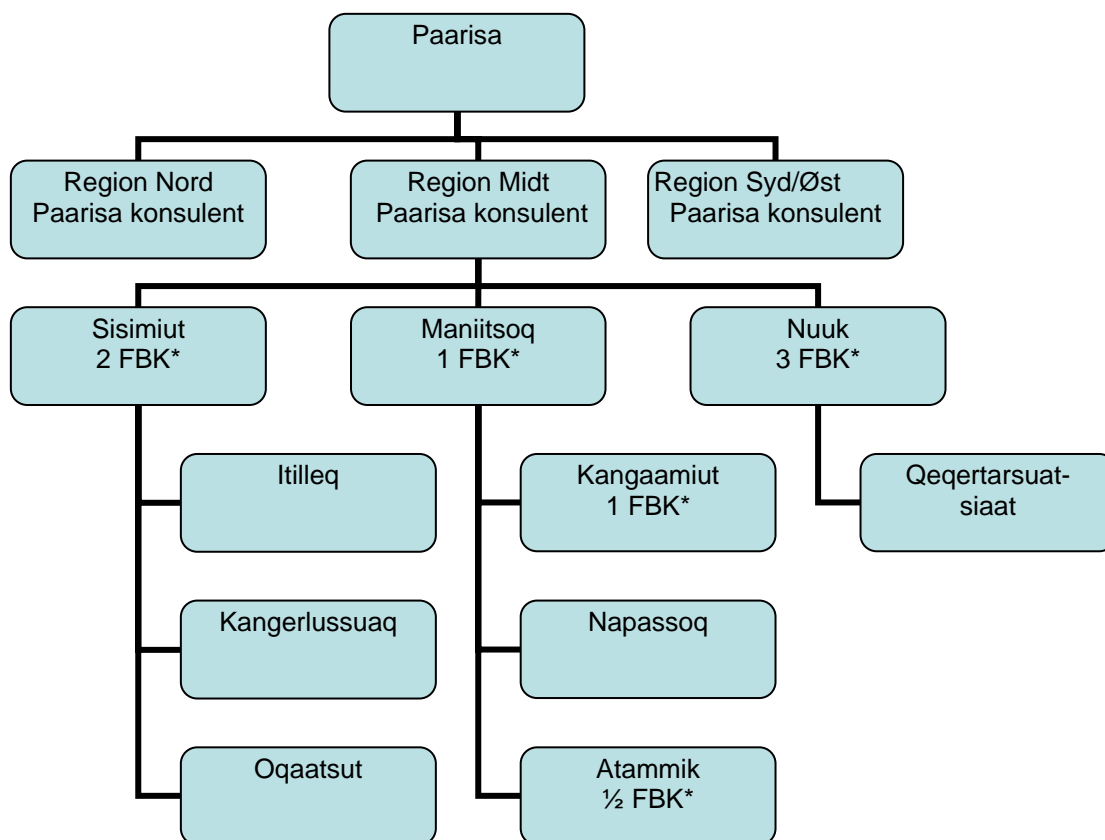 Paarisa
Region Nord
Paarisa konsulent
Region Midt
Paarisa konsulent
Region Syd/Øst
Paarisa konsulent
Sisimiut
2 FBK*
Maniitsoq
1 FBK*
Nuuk
3 FBK*
Itilleq
Kangaamiut
1 FBK*
Qeqertarsuat-
siaat
Kangerlussuaq
Napassoq
Oqaatsut
Atammik
½ FBK*